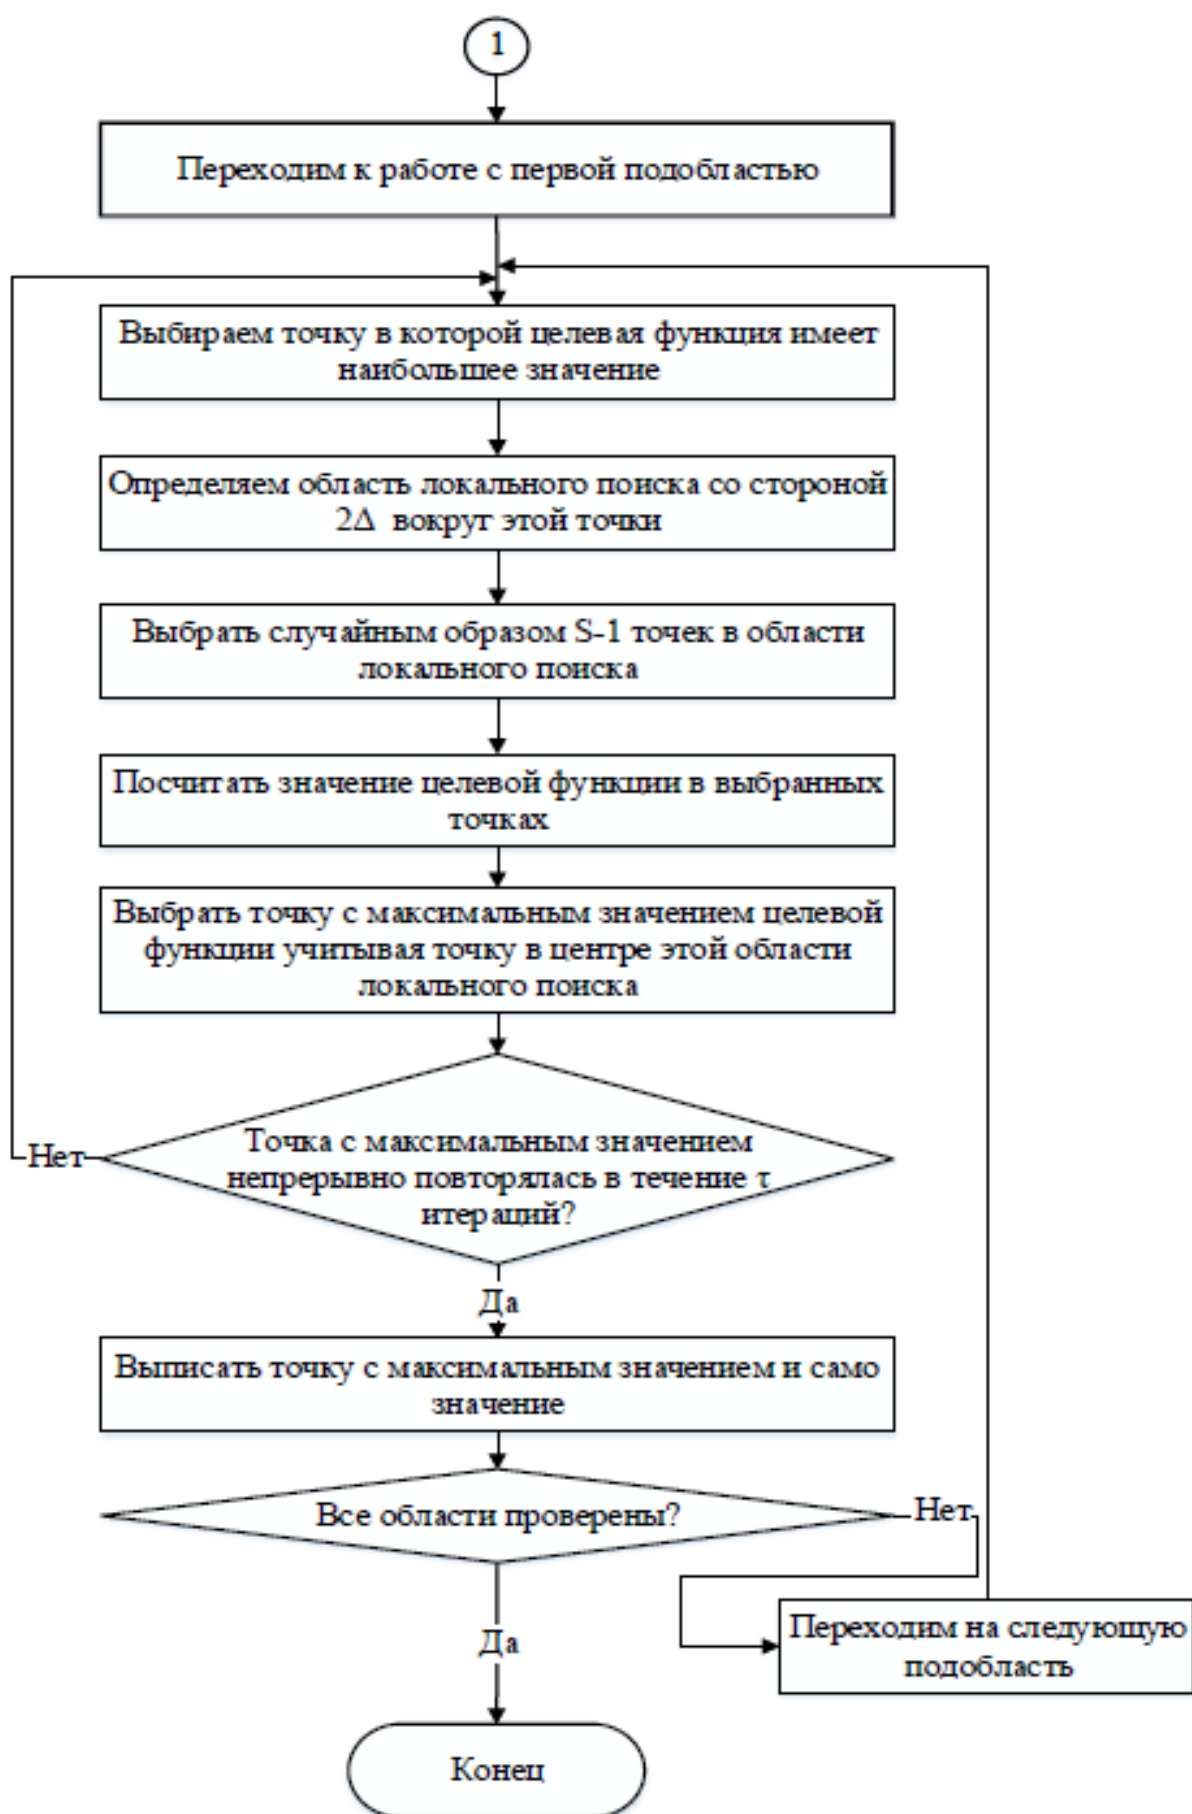 1
Переходим к работе с первой подобластью
Выбираем точку в которой целевая функция имеет
наибольшее значение
Определяем область локального поиска со стороной
2Δ вокруг этой точки
Выбрать случайным образом S-1 точек в области
локального поиска
Посчитать значение целевой функции в выбранных
точках
Выбрать точку с максимальным значением целевой
функции учитывая точку в центре этой области
локального поиска
Точка с максимальным значением
Нет
непрерывно повторялась в течение τ
итераций?
Да
Выписать точку с максимальным значением и само
значение
Все области проверены?
Нет
Переходим на следующую
подобласть
Да
Конец